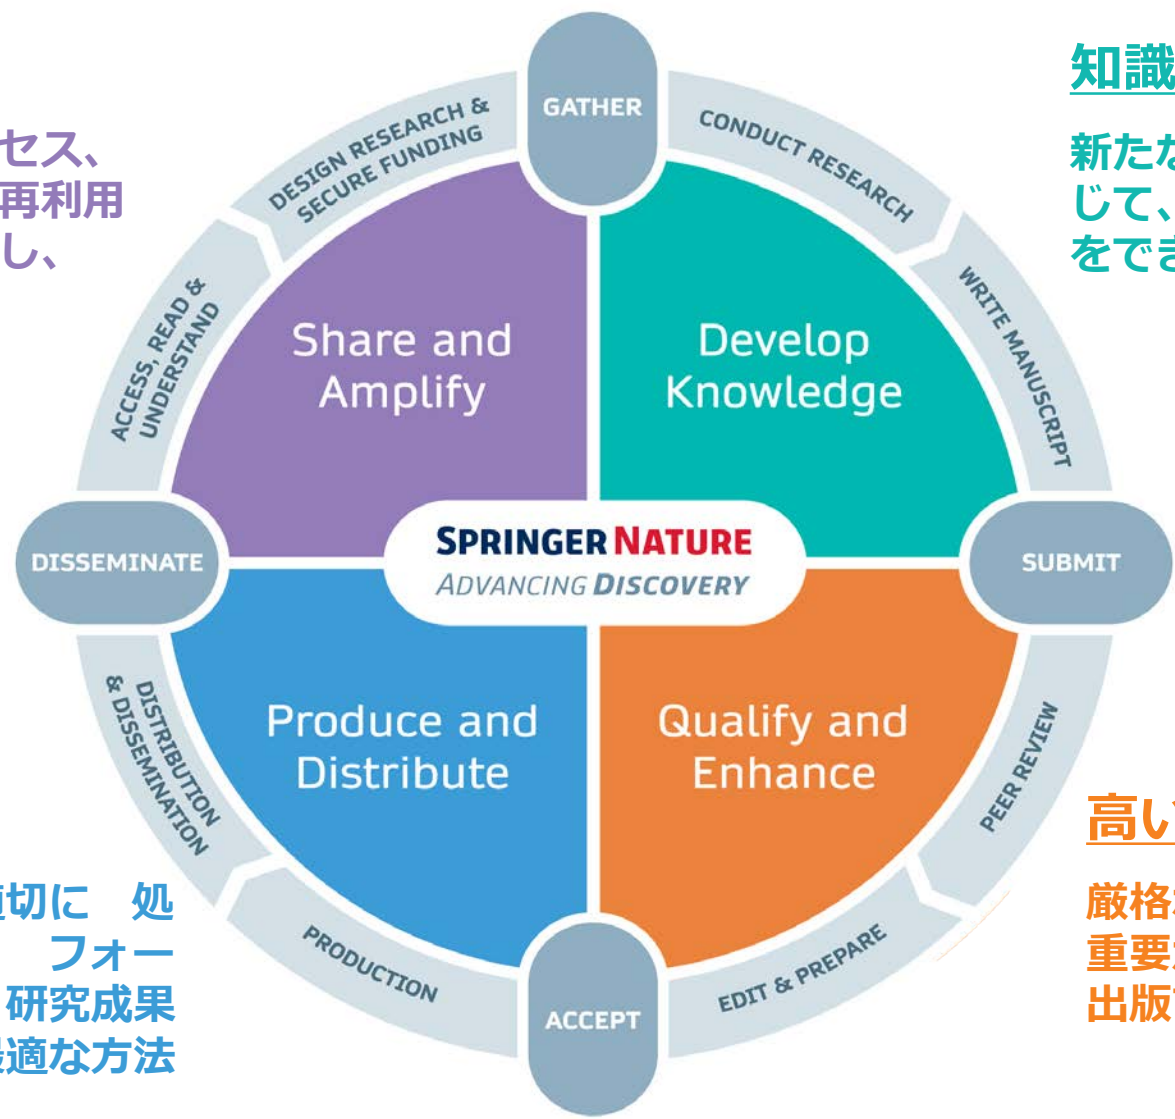 GATHER
DESIGN RESEARCH &
SECURE FUNDING
CONDUCT RESEARCH
知識
セス、
再利用
し、
新たな
じて、
をでき
ACCESS, READ &
UNDERSTAND
WRITE MANUSCRIPT
Share and
Amplify
Develop
Knowledge
SPRINGER NATURE
ADVANCING DISCOVERY
DISSEMINATE
SUBMIT
Produce and
Distribute
Qualify and
Enhance
DISTRIBUTION
& DISSEMINATION
PEER REVIEW
高い
切に 処
フォー
研究成果
適な方法
厳格
重要
出版
PRODUCTION
EDIT & PREPARE
ACCEPT